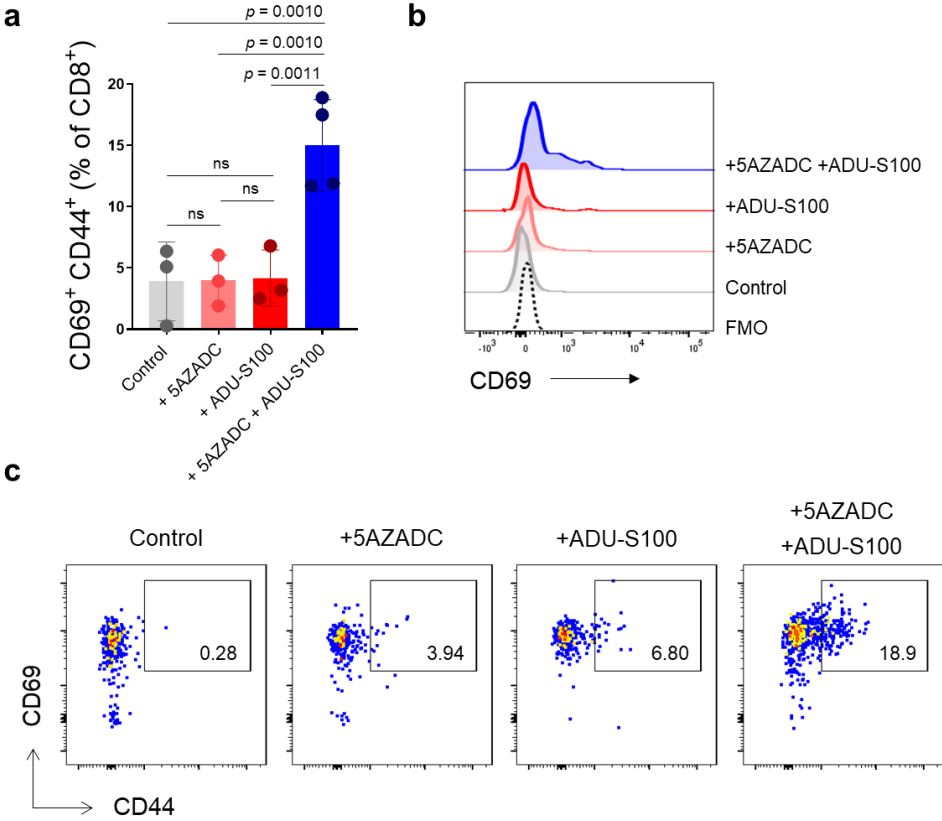 a
p = 0.0010
p = 0.0010
p = 0.0011
ns
ns
ns
CD69⁺ CD44⁺ (% of CD8⁺)
20
15
10
5
0
Control
+ 5AZADC
+ ADU-S100
+ 5AZADC + ADU-S100
b
+5AZADC +ADU-S100
+ADU-S100
+5AZADC
Control
FMO
-10³ 0 10³ 10⁴ 10⁵
CD69
c
Control
+5AZADC
+ADU-S100
+5AZADC
+ADU-S100
0.28
3.94
6.80
18.9
CD69
CD44